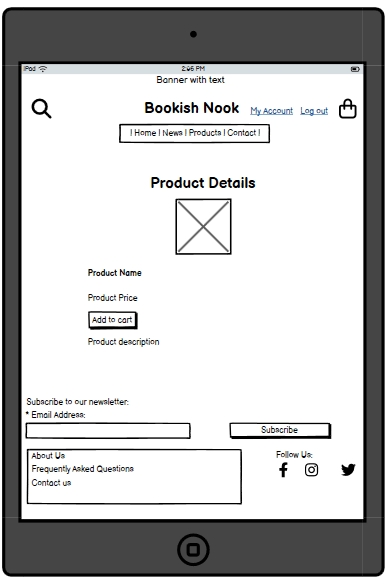 iPad
2:46 PM
Banner with text
Bookish Nook
My Account
Log out
| Home | News | Products | Contact |
Product Details
Product Name
Product Price
Add to cart
Product description
Subscribe to our newsletter:
* Email Address:
Subscribe
About Us
Frequently Asked Questions
Contact us
Follow Us: